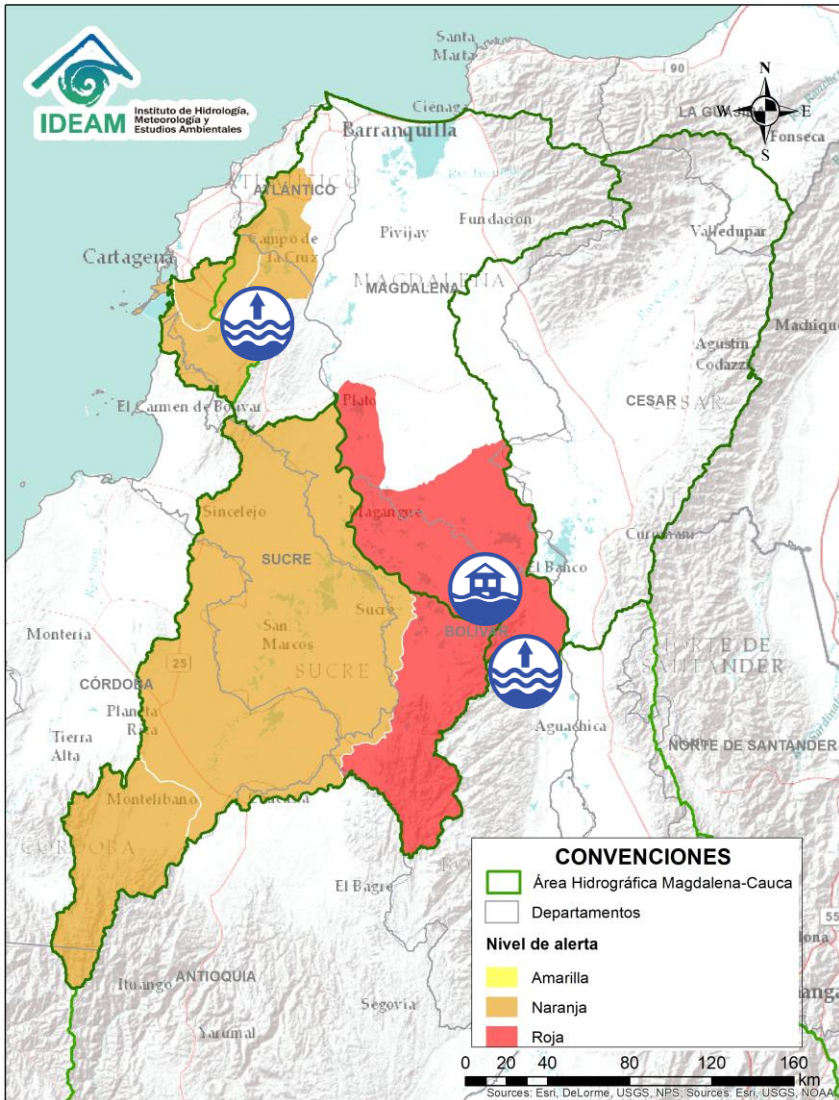 IDEAM
Instituto de Hidrología,
Meteorología y
Estudios Ambientales
Santa
Marta
90
N
W
E
S
Ciénaga
LA GUAJI
Barranquilla
Fonseca
ATLÁNTICO
ATLÁNTICO
Pivijay
Fundación
Valledupar
Campo de
la Cruz
Cartagena
MAGDALENA
MAGDALENA
Machiqu
Agustín
Codazzi
El Carmen de Bolívar
Plato
CESAR
CESAR
Sincelejo
Magangué
Curumaní
SUCRE
El Banco
Sucre
Montería
San
Marcos
BOLÍVAR
NORTE DE
SANTANDER
25
SUCRE
CÓRDOBA
Planeta
Rica
Aguachica
Tierra
Alta
NORTE DE SANTANDER
Montelíbano
CÓRDOBA
El Bagre
Ituango
ANTIOQUIA
Segovia
Yarumal
CONVENCIONES
Área Hidrográfica Magdalena-Cauca
Departamentos
55
Nivel de alerta
Amarilla
Naranja
Roja
0 20 40 80 120 160
km
Sources: Esri, DeLorme, USGS, NPS; Sources: Esri, USGS, NOAA